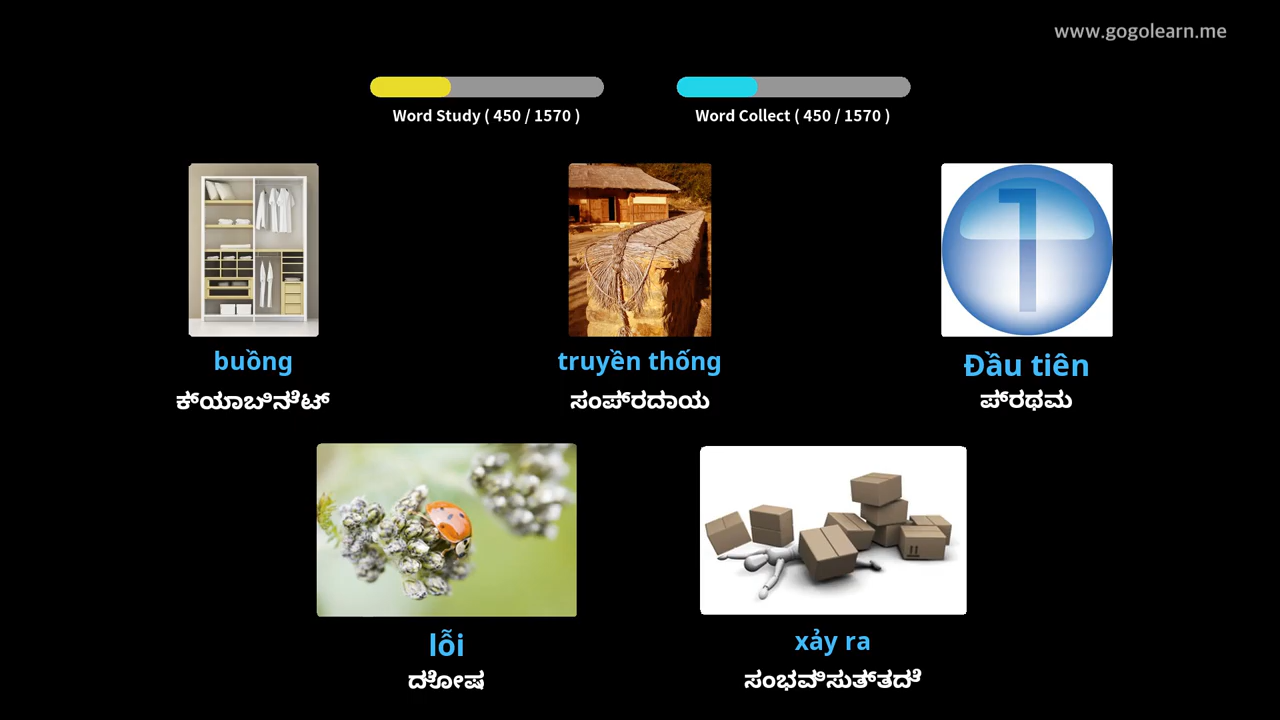 www.gogolearn.me
Word Study ( 450 / 1570 )
Word Collect ( 450 / 1570 )
buồng
ಕ್ಯಾಬಿನೆಟ್
truyền thống
ಸಂಪ್ರದಾಯ
Đầu tiên
ಪ್ರಥಮ
lỗi
ದೋಷ
xảy ra
ಸಂಭವಿಸುತ್ತದೆ